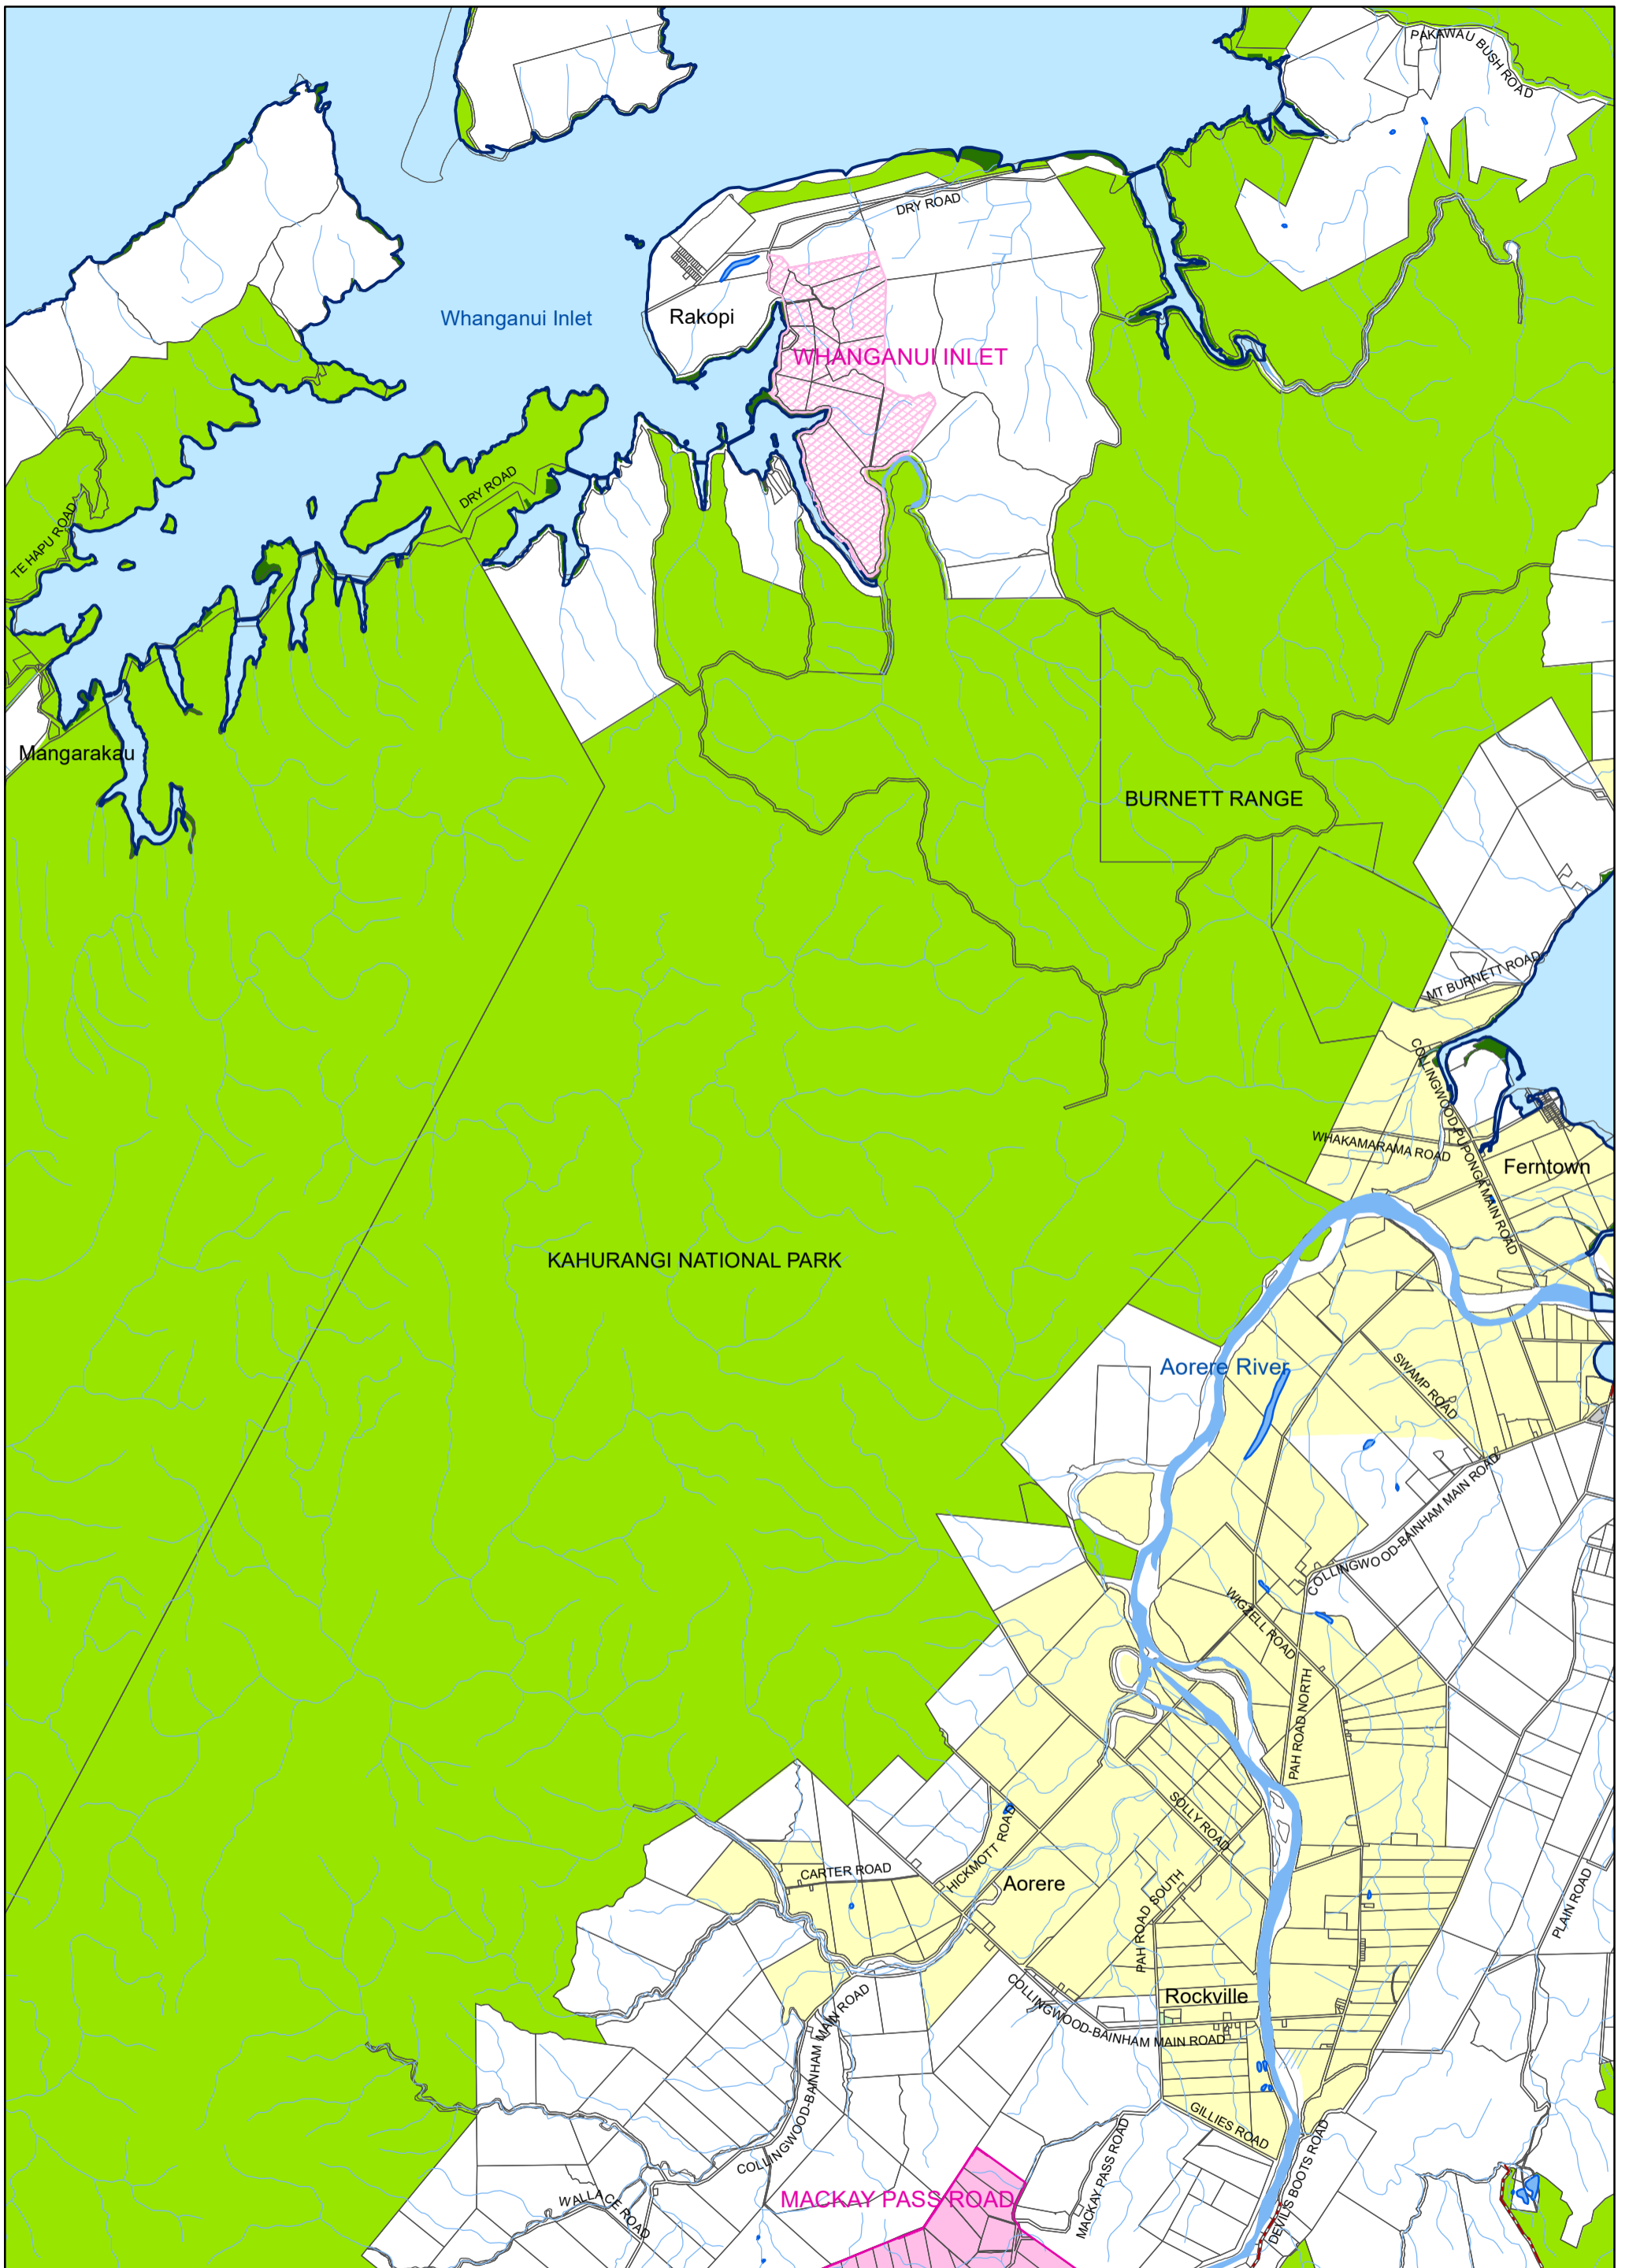 PAKAWAU BUSH ROAD
DRY ROAD
Whanganui Inlet
Rakopi
WHANGANUI INLET
DRY ROAD
TE HAPU ROAD
Mangarakau
BURNETT RANGE
MT BURNETT ROAD
COLLINGWOOD-PUPONGA MAIN ROAD
WHAKAMARAMA ROAD
Ferntown
KAHURANGI NATIONAL PARK
Aorere River
SWAMP ROAD
COLLINGWOOD-BAINHAM MAIN ROAD
WIGZELL ROAD
PAH ROAD NORTH
SOLLY ROAD
HICKMOTT ROAD
CARTER ROAD
Aorere
PAH ROAD SOUTH
PLAIN ROAD
Rockville
COLLINGWOOD-BAINHAM MAIN ROAD
COLLINGWOOD-BAINHAM MAIN ROAD
GILLIES ROAD
MACKAY PASS ROAD
DEVIL'S BOOTS ROAD
MACKAY PASS ROAD
WALLACE ROAD